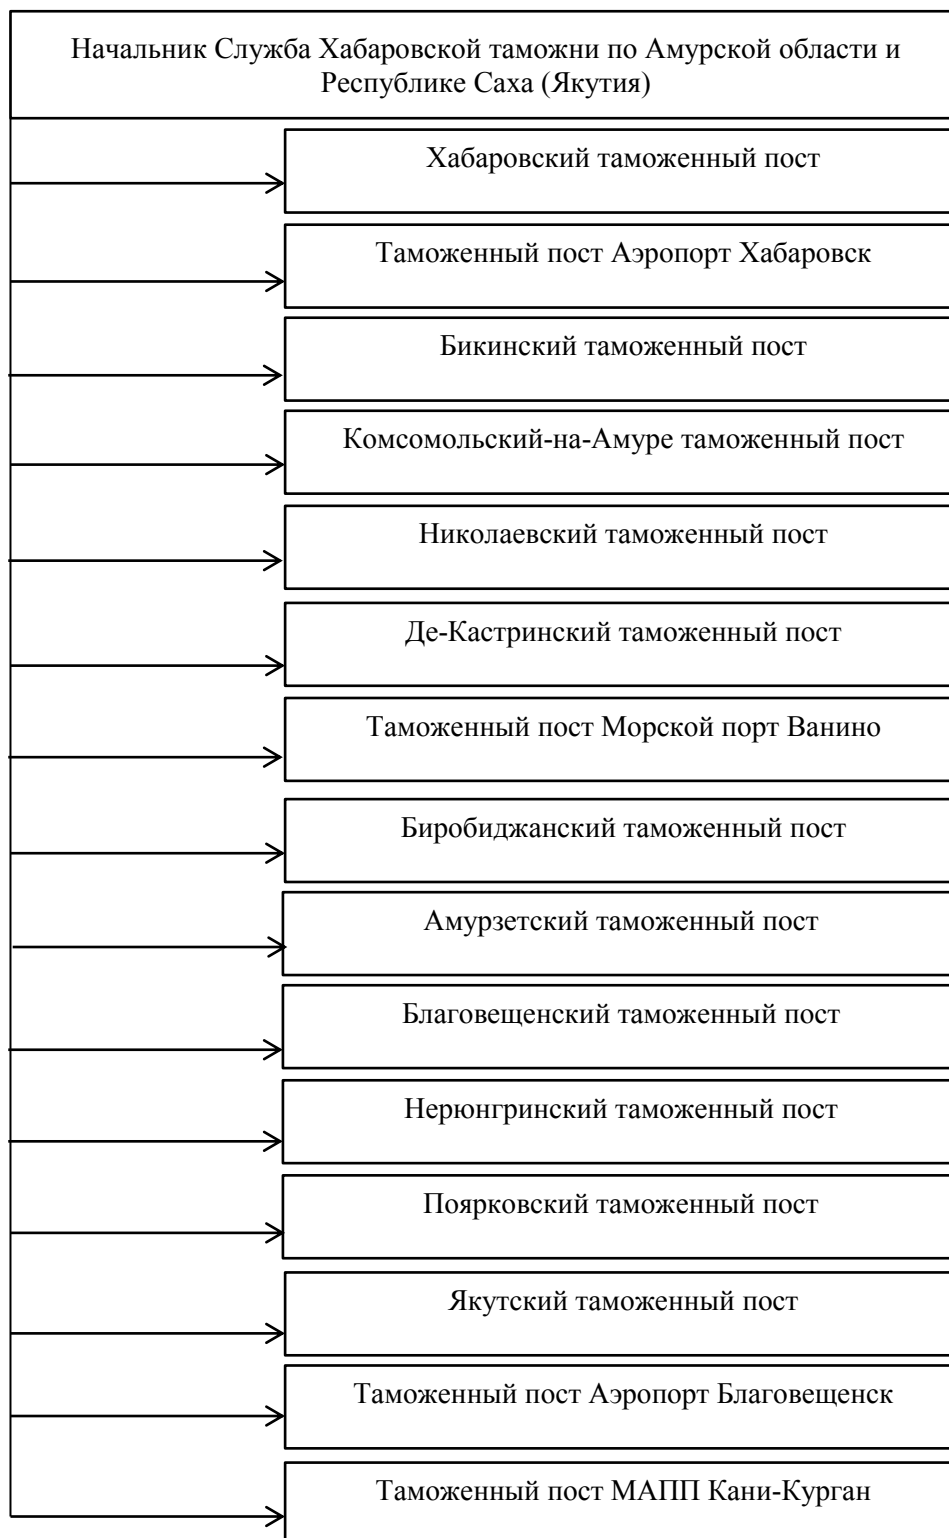 Начальник Служба Хабаровской таможни по Амурской области и
Республике Саха (Якутия)
Хабаровский таможенный пост
Таможенный пост Аэропорт Хабаровск
Бикинский таможенный пост
Комсомольский-на-Амуре таможенный пост
Николаевский таможенный пост
Де-Кастринский таможенный пост
Таможенный пост Морской порт Ванино
Биробиджанский таможенный пост
Амурзетский таможенный пост
Благовещенский таможенный пост
Нерюнгринский таможенный пост
Поярковский таможенный пост
Якутский таможенный пост
Таможенный пост Аэропорт Благовещенск
Таможенный пост МАПП Кани-Курган